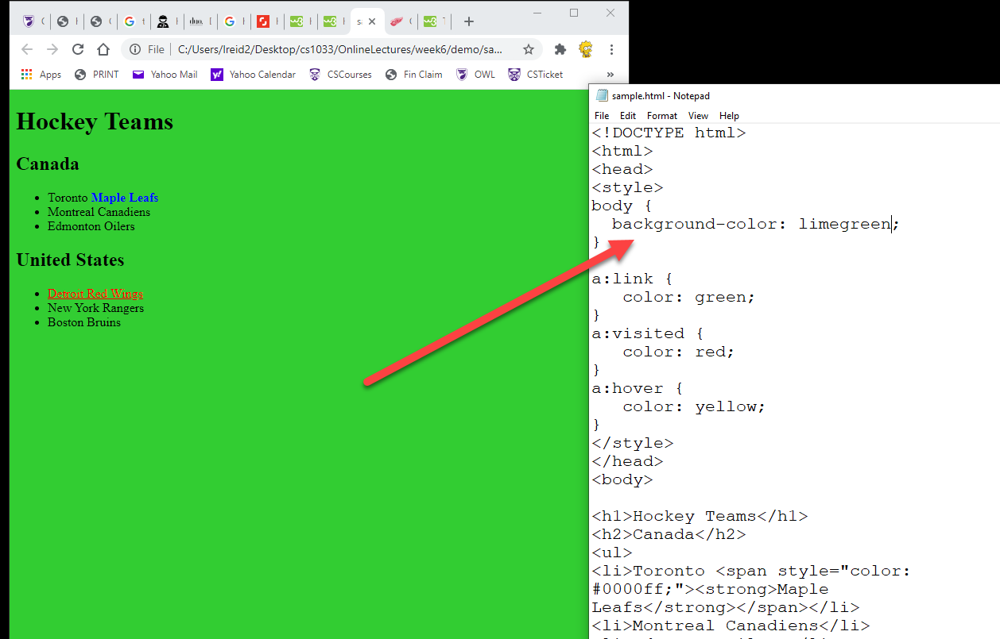 File
C:/Users/lreid2/Desktop/cs1033/OnlineLectures/week6/demo/sa...
Apps
PRINT
Yahoo Mail
Yahoo Calendar
CSCourses
Fin Claim
OWL
CSTicket
»
Hockey Teams
Canada
• Toronto Maple Leafs
• Montreal Canadiens
• Edmonton Oilers
United States
• Detroit Red Wings
• New York Rangers
• Boston Bruins
sample.html - Notepad
File Edit Format View Help
<!DOCTYPE html>
<html>
<head>
<style>
body {
  background-color: limegreen;
}

a:link {
   color: green;
}
a:visited {
   color: red;
}
a:hover {
   color: yellow;
}
</style>
</head>
<body>

<h1>Hockey Teams</h1>
<h2>Canada</h2>
<ul>
<li>Toronto <span style="color:
#0000ff;"><strong>Maple
Leafs</strong></span></li>
<li>Montreal Canadiens</li>